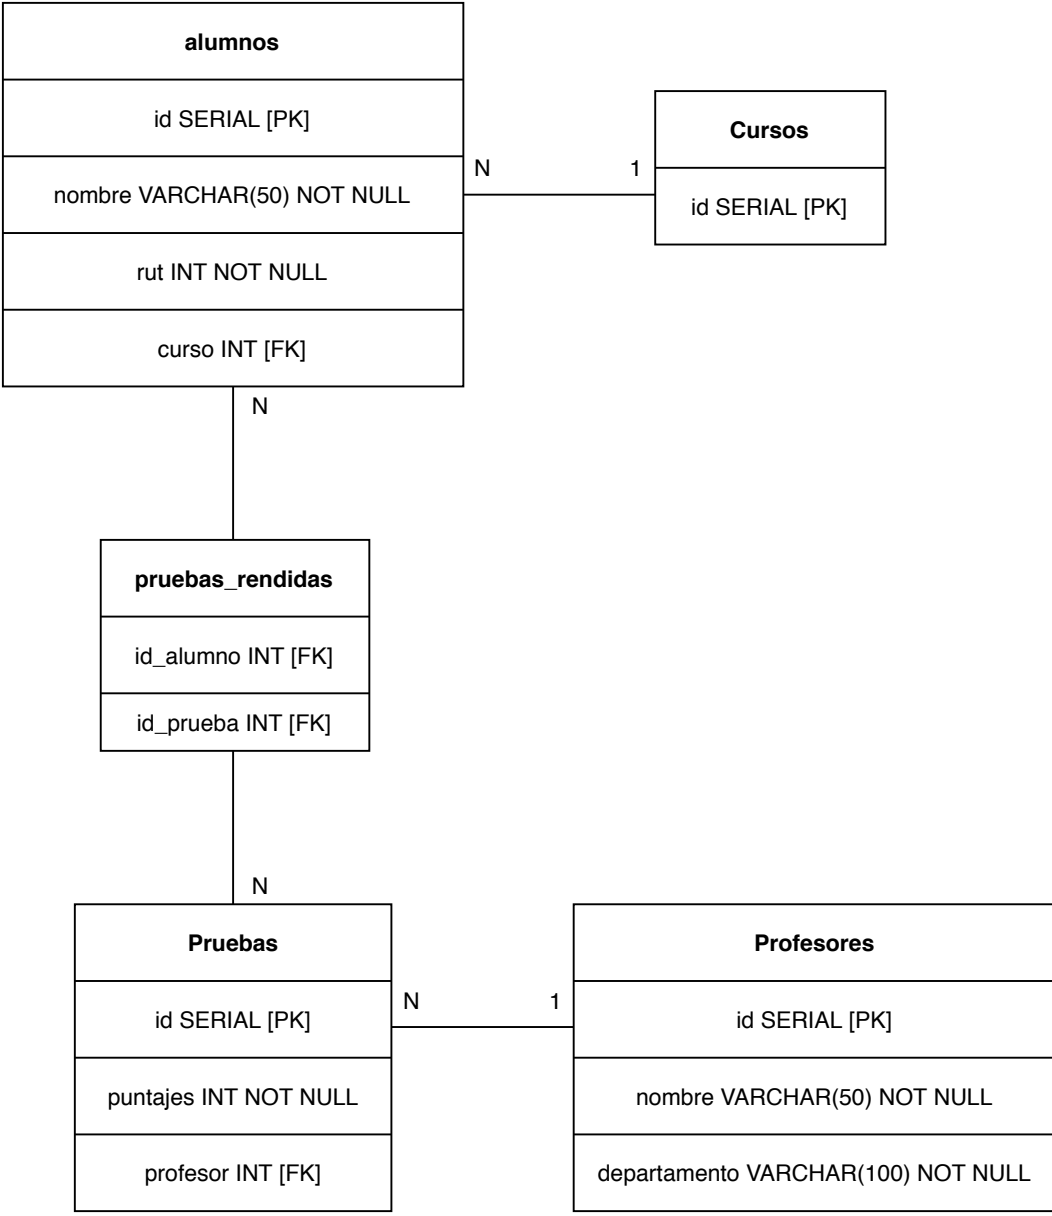 alumnos
id SERIAL [PK]
nombre VARCHAR(50) NOT NULL
rut INT NOT NULL
curso INT [FK]
N
1
Cursos
id SERIAL [PK]
N
pruebas_rendidas
id_alumno INT [FK]
id_prueba INT [FK]
N
Pruebas
id SERIAL [PK]
puntajes INT NOT NULL
profesor INT [FK]
N
1
Profesores
id SERIAL [PK]
nombre VARCHAR(50) NOT NULL
departamento VARCHAR(100) NOT NULL